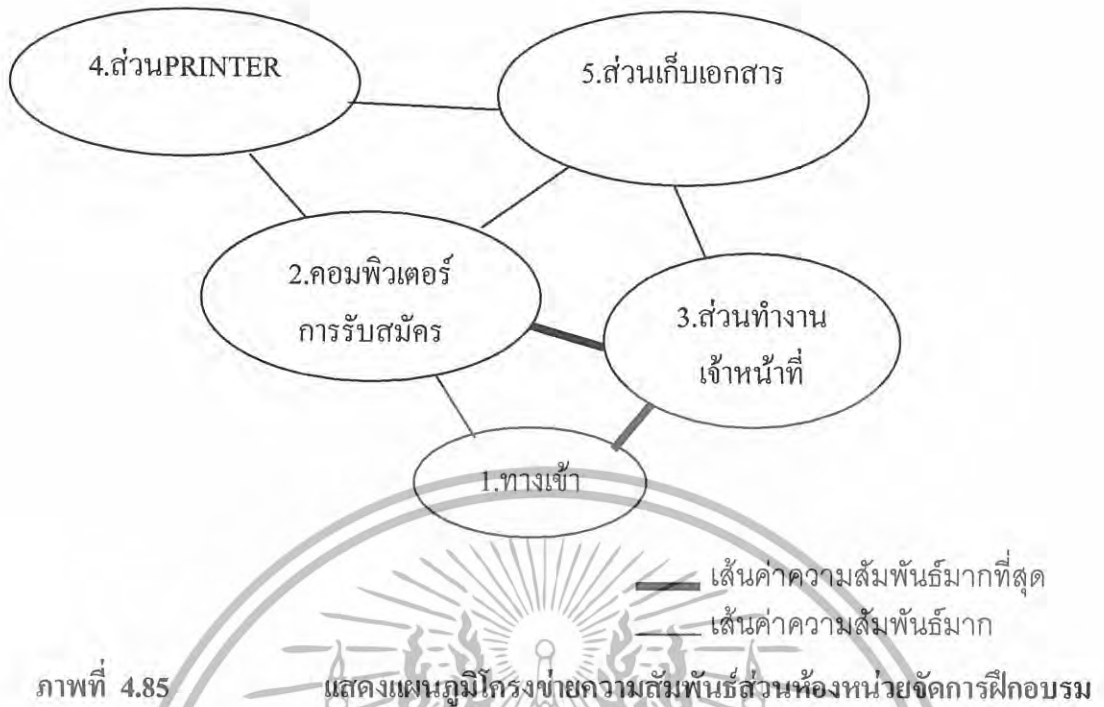 4.ส่วนPRINTER
5.ส่วนเก็บเอกสาร
2.คอมพิวเตอร์
การรับสมัคร
3.ส่วนทำงาน
เจ้าหน้าที่
1.ทางเข้า
เส้นค่าความสัมพันธ์มากที่สุด
เส้นค่าความสัมพันธ์มาก
ภาพที่ 4.85 แสดงแผนภูมิโครงข่ายความสัมพันธ์ส่วนห้องหน่วยจัดการฝึกอบรม